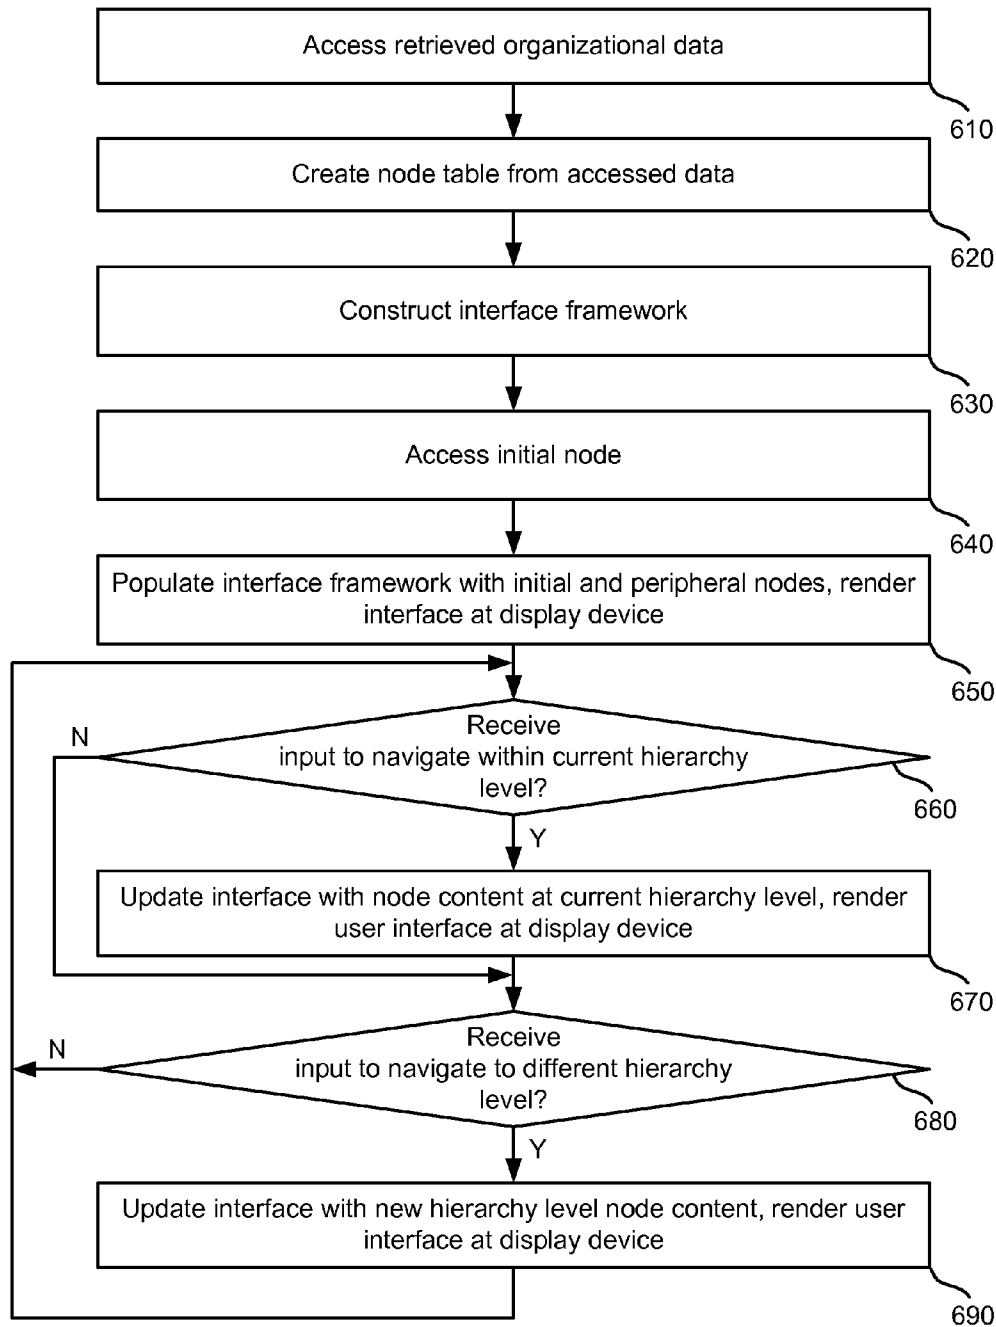 Access retrieved organizational data
610
Create node table from accessed data
620
Construct interface framework
630
Access initial node
640
Populate interface framework with initial and peripheral nodes, render
interface at display device
650
Receive
input to navigate within current hierarchy
level?
N
660
Y
Update interface with node content at current hierarchy level, render
user interface at display device
670
Receive
input to navigate to different hierarchy
level?
N
680
Y
Update interface with new hierarchy level node content, render user
interface at display device
690